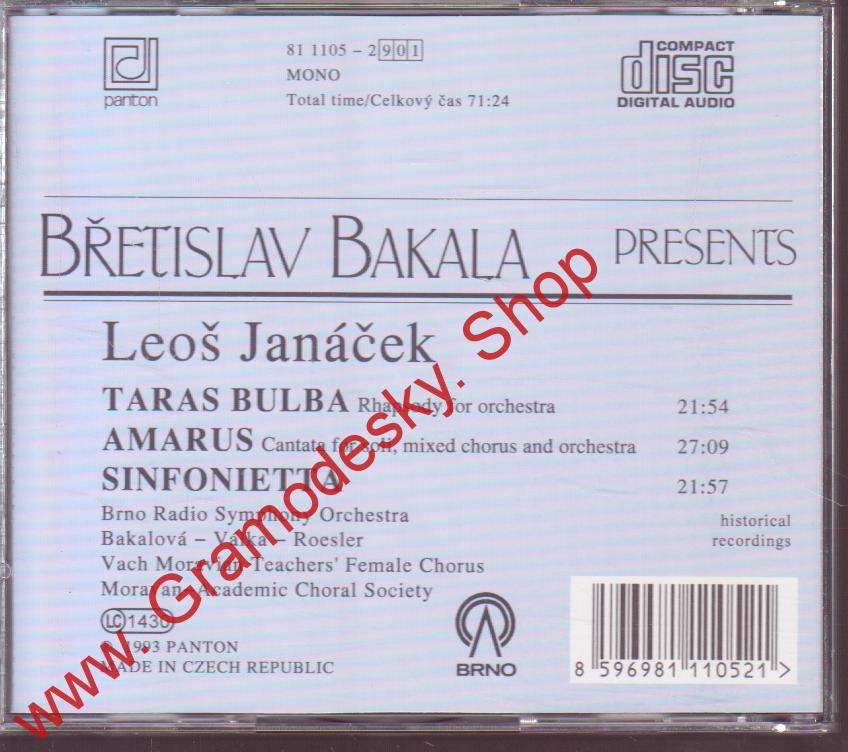 panton
81 1105 – 2901
MONO
Total time/Celkový čas 71:24
COMPACT
disc
DIGITAL AUDIO
BŘETISLAV BAKALA PRESENTS
Leoš Janáček
TARAS BULBA Rhapsody for orchestra 21:54
AMARUS Cantata for soli, mixed chorus and orchestra 27:09
SINFONIETTA 21:57
Brno Radio Symphony Orchestra
Bakalová – Válka – Roesler
Vach Moravian Teachers' Female Chorus
Moravian Academic Choral Society
historical
recordings
LC 1430
1993 PANTON
MADE IN CZECH REPUBLIC
BRNO
8 596981 110521 >
www. Gramodesky. Shop